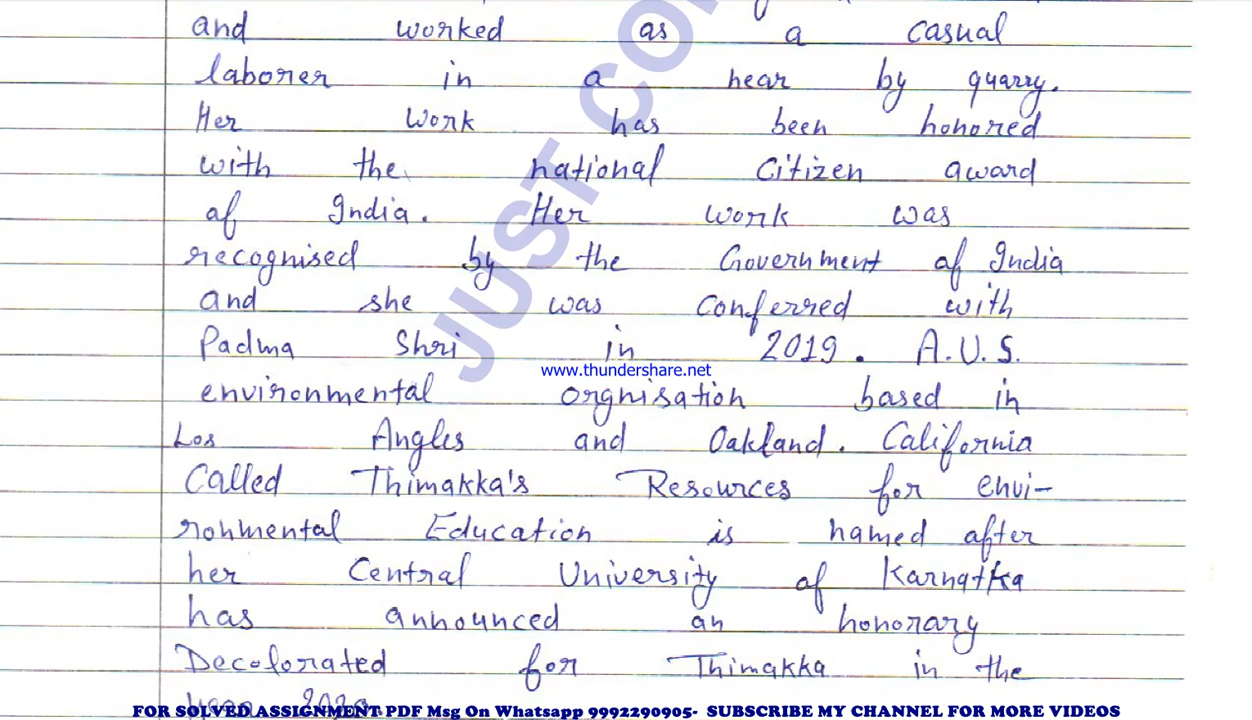 and worked as a casual
laborer in a near by quarry.
Her work has been honored
with the national Citizen award
of India. Her work was
recognised by the Government of India
and she was conferred with
Padma Shri in 2019. A.U.S.
www.thundershare.net
environmental orgnisation based in
Los Angles and Oakland. California
Called Thimakka's Resources for envi-
ronmental Education is named after
her Central University of Karnatka
has announced an honorary
Decolorated for Thimakka in the
year 2020.
JUST CO
FOR SOLVED ASSIGNMENT PDF Msg On Whatsapp 9992290905- SUBSCRIBE MY CHANNEL FOR MORE VIDEOS